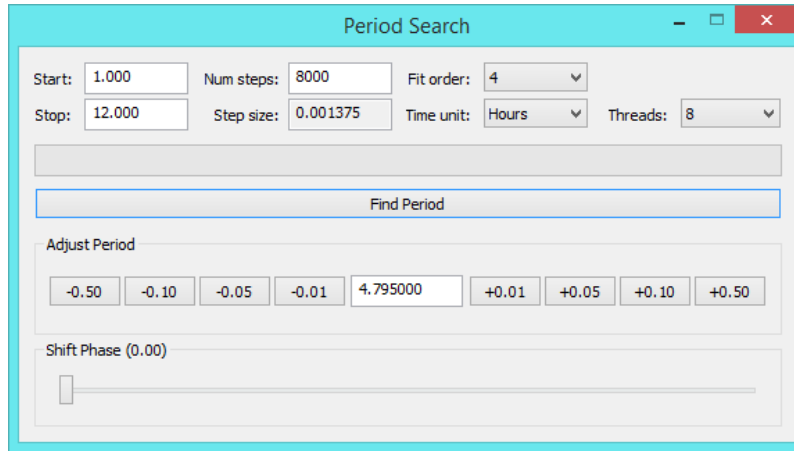 Period Search
Start: 1.000 Num steps: 8000 Fit order: 4
Stop: 12.000 Step size: 0.001375 Time unit: Hours Threads: 8
Find Period
Adjust Period
-0.50 -0.10 -0.05 -0.01 4.795000 +0.01 +0.05 +0.10 +0.50
Shift Phase (0.00)